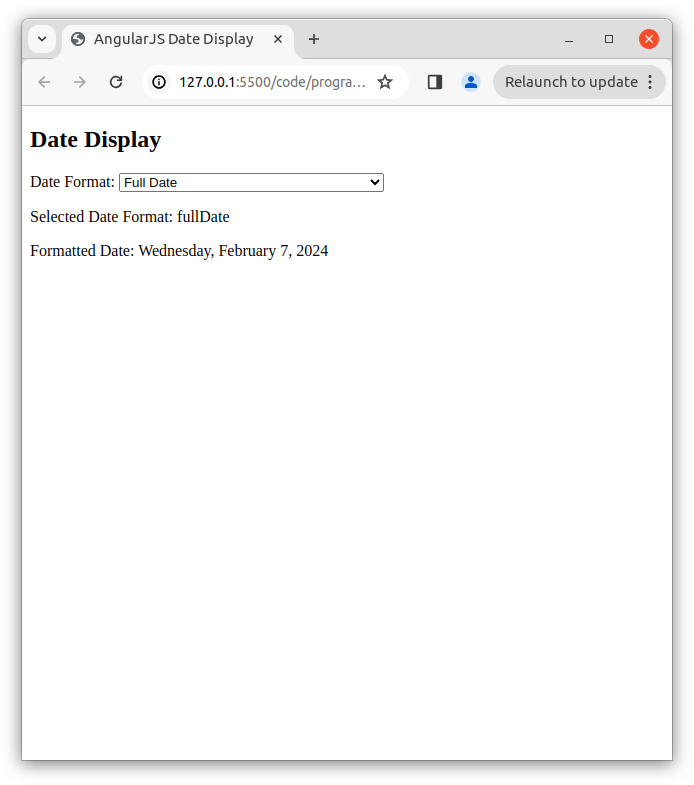 AngularJS Date Display
127.0.0.1:5500/code/progra...
Relaunch to update
Date Display
Date Format: Full Date
Selected Date Format: fullDate
Formatted Date: Wednesday, February 7, 2024